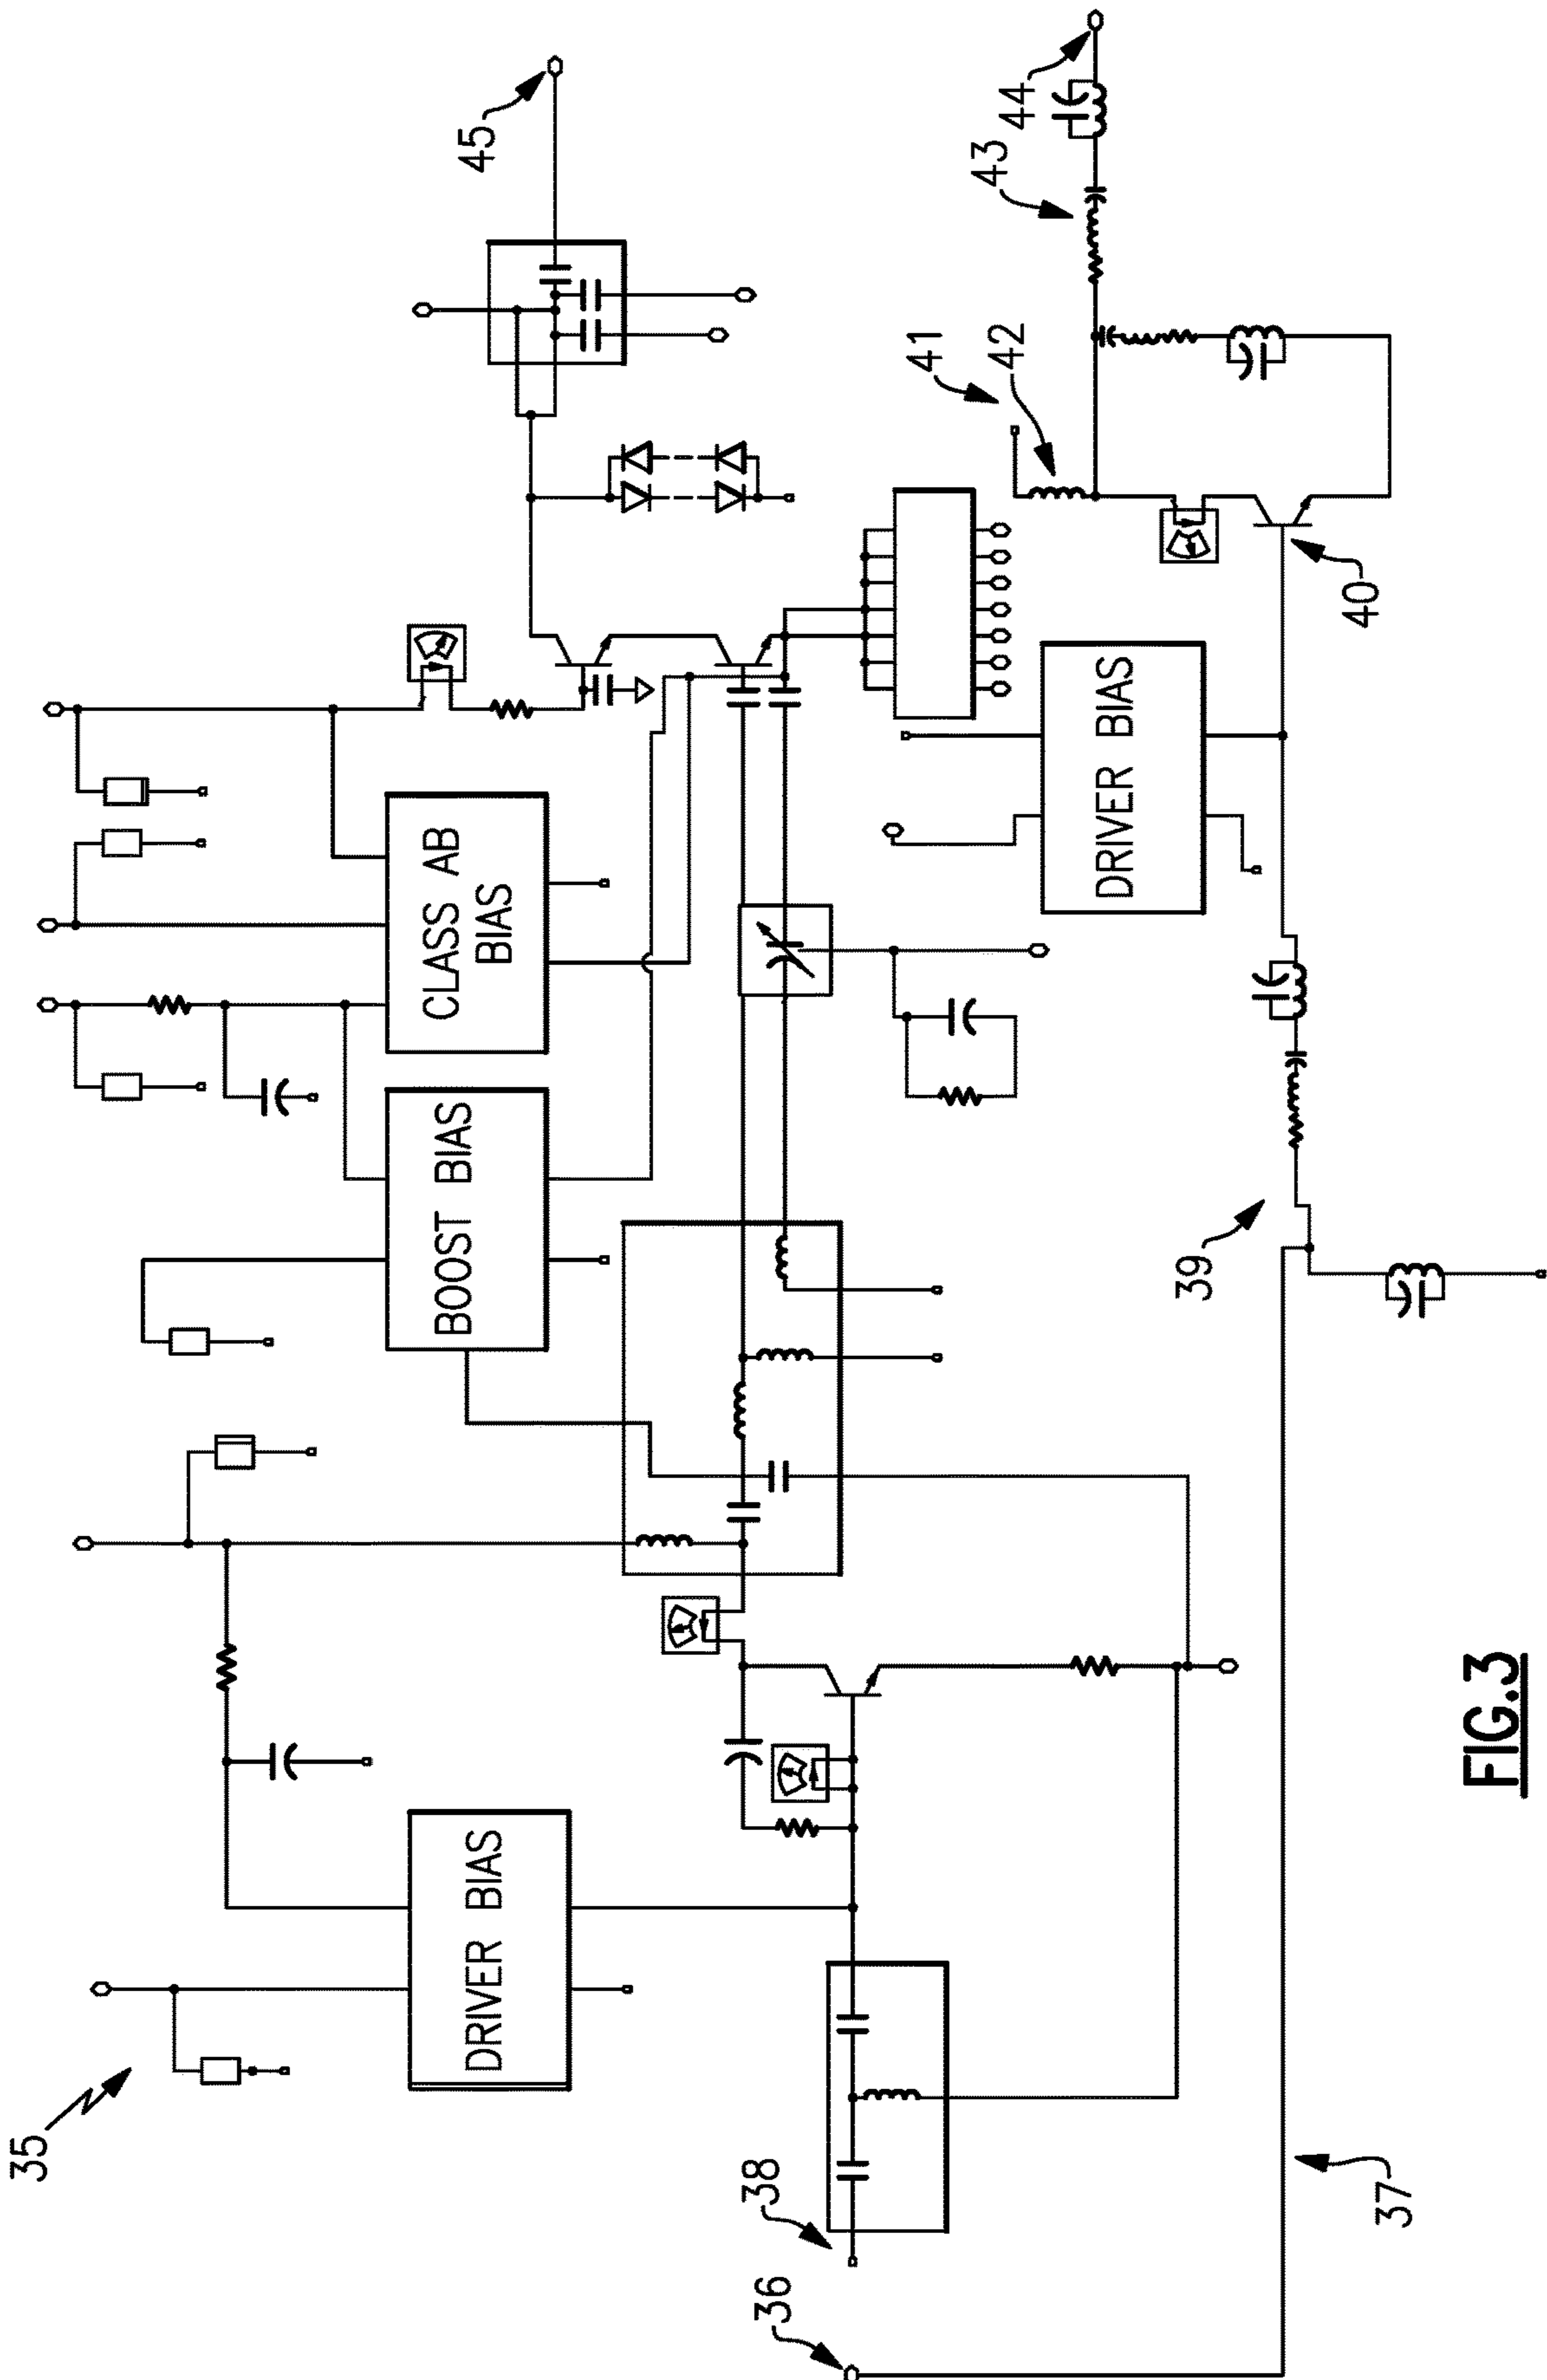 35
36
37
38
39
40
41
42
43
44
45
DRIVER BIAS
BOOST BIAS
CLASS AB
BIAS
DRIVER BIAS
FIG.3